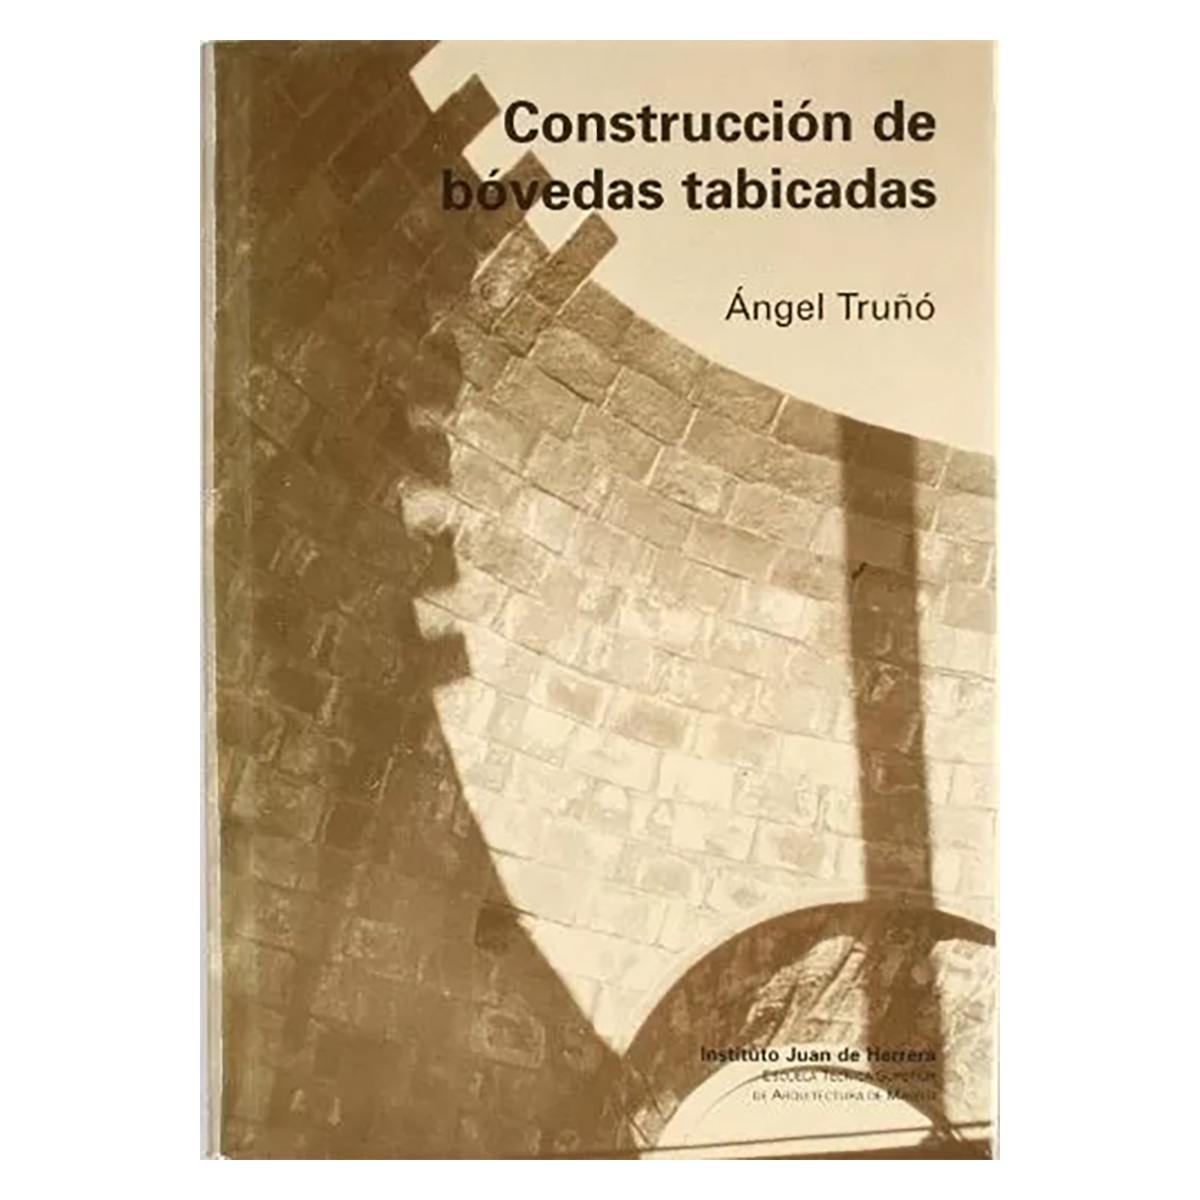 Construcción de
bóvedas tabicadas
Ángel Truñó
Instituto Juan de Herrera
ESCUELA TÉCNICA SUPERIOR
DE ARQUITECTURA DE MADRID